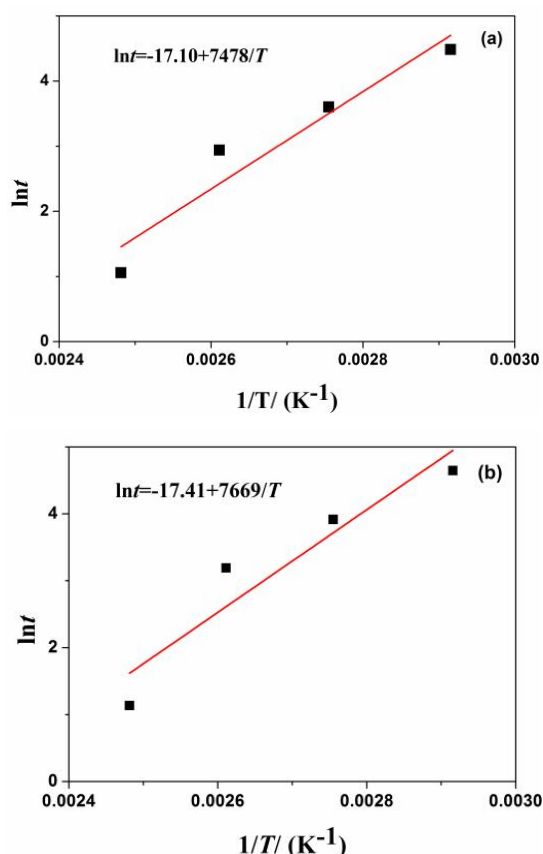 (a)
lnt=-17.10+7478/T
4
2
0
lnt
0.0024 0.0026 0.0028 0.0030
1/T/ (K⁻¹)
(b)
lnt=-17.41+7669/T
4
2
0
lnt
0.0024 0.0026 0.0028 0.0030
1/T/ (K⁻¹)